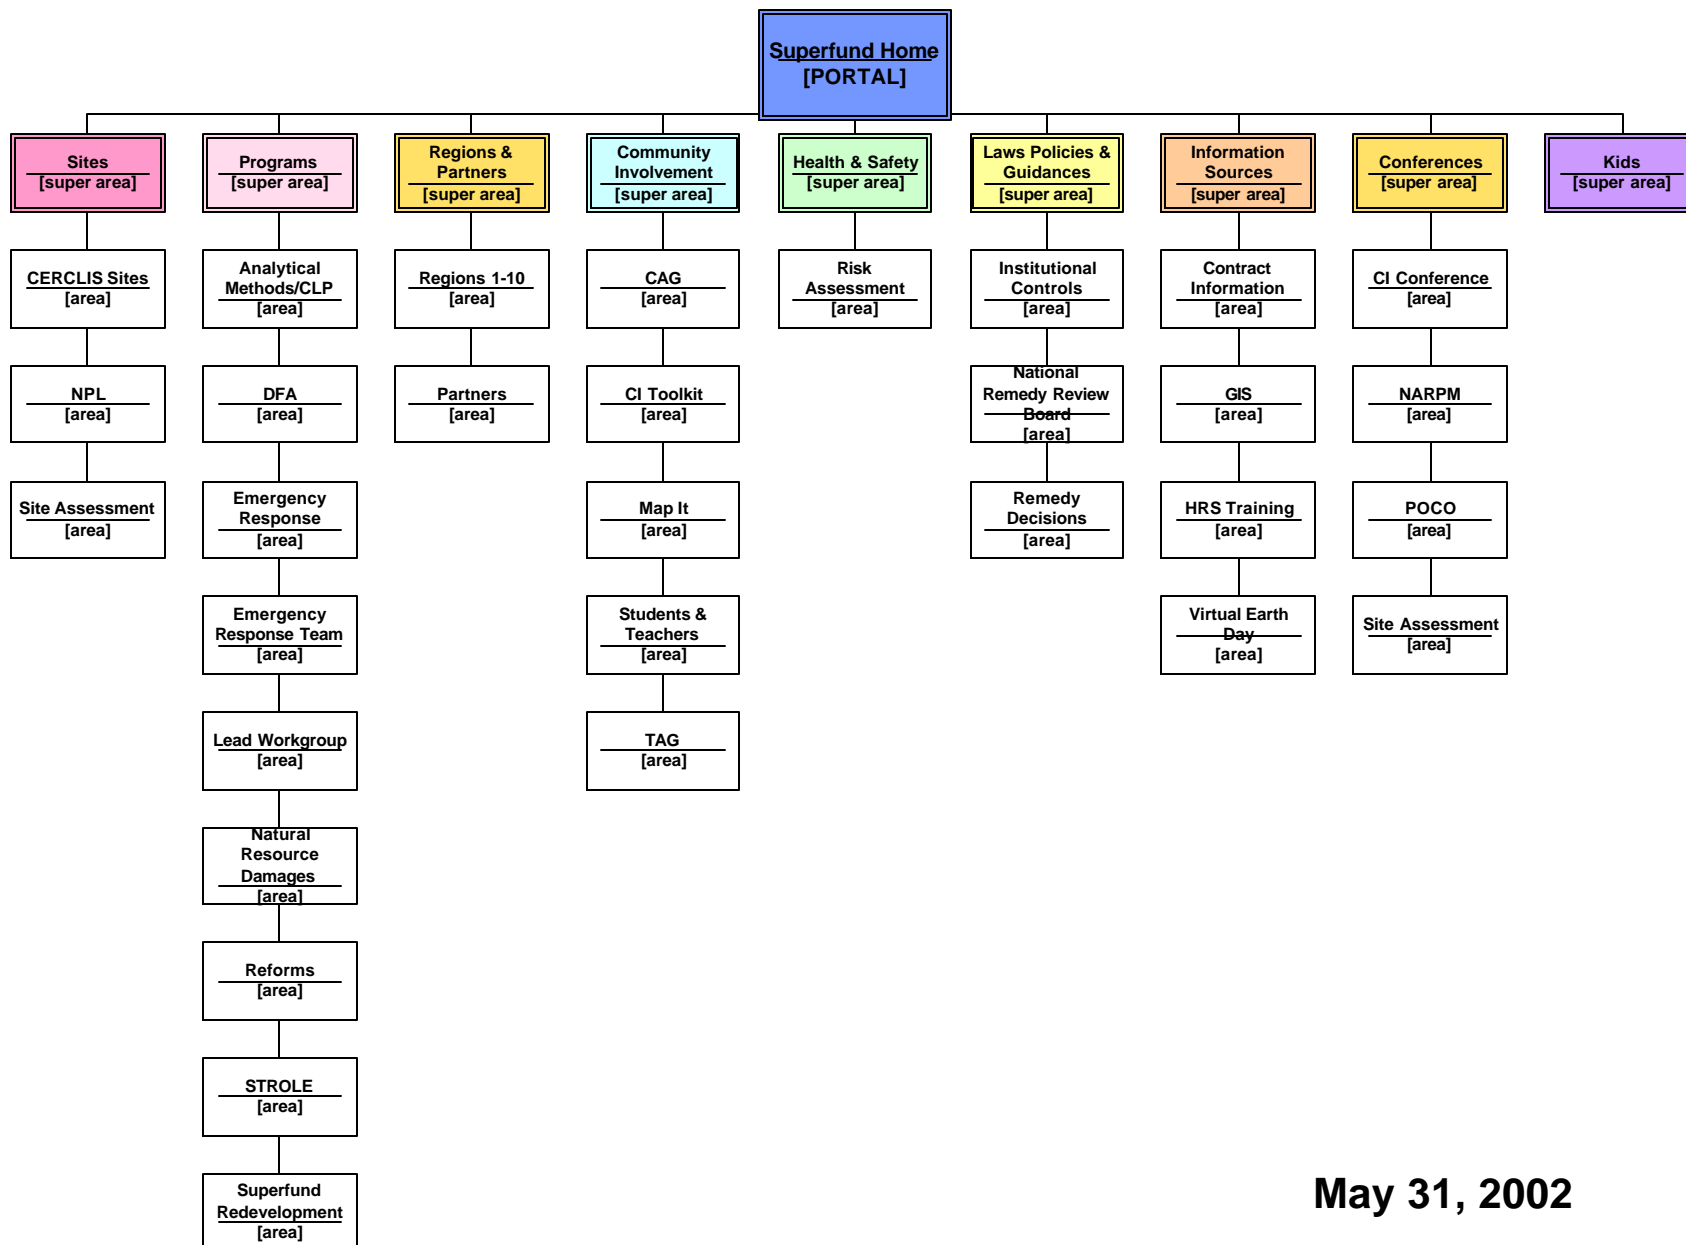 Superfund Home
[PORTAL]
Sites
[super area]
Programs
[super area]
Regions &
Partners
[super area]
Community
Involvement
[super area]
Health & Safety
[super area]
Laws Policies &
Guidances
[super area]
Information
Sources
[super area]
Conferences
[super area]
Kids
[super area]
CERCLIS Sites
[area]
Analytical
Methods/CLP
[area]
Regions 1-10
[area]
CAG
[area]
Risk
Assessment
[area]
Institutional
Controls
[area]
Contract
Information
[area]
CI Conference
[area]
NPL
[area]
DFA
[area]
Partners
[area]
CI Toolkit
[area]
National
Remedy Review
Board
[area]
GIS
[area]
NARPM
[area]
Site Assessment
[area]
Emergency
Response
[area]
Map It
[area]
Remedy
Decisions
[area]
HRS Training
[area]
POCO
[area]
Emergency
Response Team
[area]
Students &
Teachers
[area]
Virtual Earth
Day
[area]
Site Assessment
[area]
Lead Workgroup
[area]
TAG
[area]
Natural
Resource
Damages
[area]
Reforms
[area]
STROLE
[area]
Superfund
Redevelopment
[area]
May 31, 2002